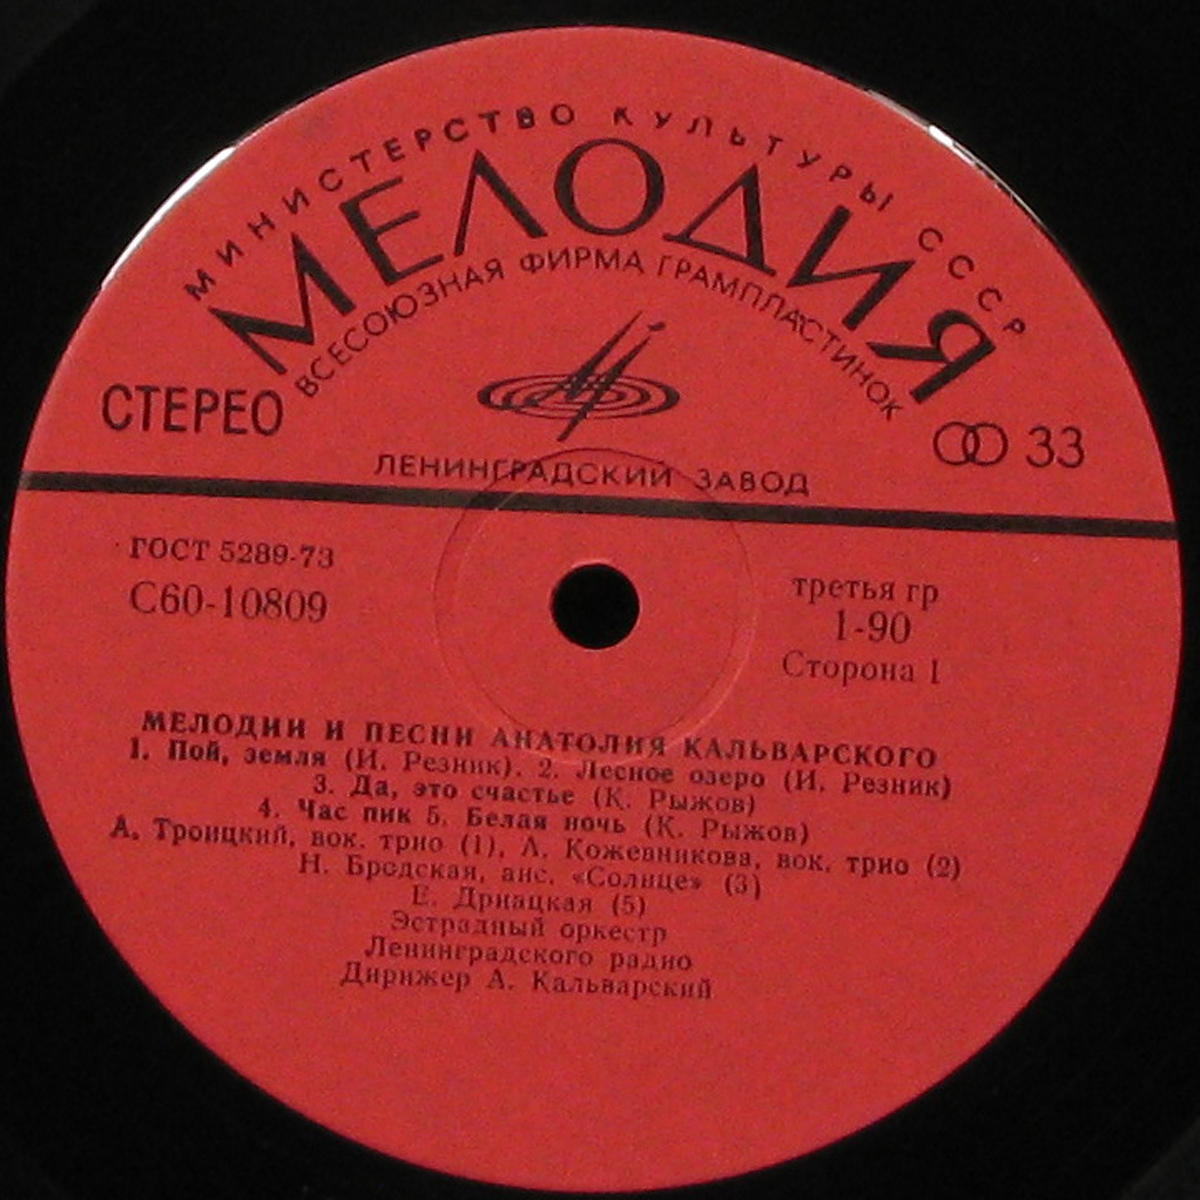 МИНИСТЕРСТВО КУЛЬТУРЫ СССР
МЕЛОДИЯ
ВСЕСОЮЗНАЯ ФИРМА ГРАМПЛАСТИНОК
СТЕРЕО
33
ЛЕНИНГРАДСКИЙ ЗАВОД
ГОСТ 5289-73
С60-10809
третья гр
1-90
Сторона 1
МЕЛОДИИ И ПЕСНИ АНАТОЛИЯ КАЛЬВАРСКОГО
1. Пой, земля (И. Резник). 2. Лесное озеро (И. Резник)
3. Да, это счастье (К. Рыжов)
4. Час пик 5. Белая ночь (К. Рыжов)
А. Троицкий, вок. трио (1), Л. Кожевникова, вок. трио (2)
Н. Бродская, анс. «Солнце» (3)
Е. Дриацкая (5)
Эстрадный оркестр
Ленинградского радио
Дирижер А. Кальварский